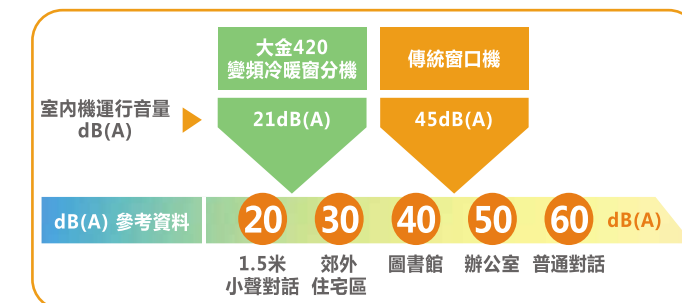 大金420
變頻冷暖窗分機
傳統窗口機
室內機運行音量
dB(A)
21dB(A)
45dB(A)
dB(A) 參考資料
20
30
40
50
60
dB(A)
1.5米
小聲對話
郊外
住宅區
圖書館
辦公室
普通對話